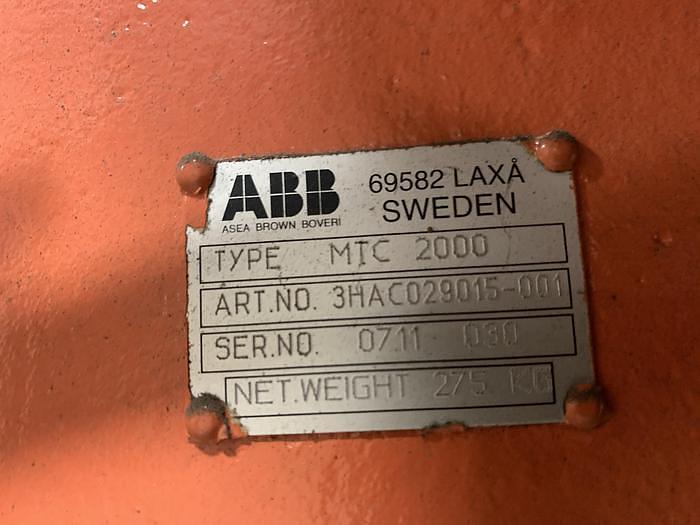 ABB
ASEA BROWN BOVERI
69582 LAXÅ
SWEDEN
TYPE MTC 2000
ART.NO. 3HAC029015-001
SER.NO. 0711 030
NET.WEIGHT 275 KG